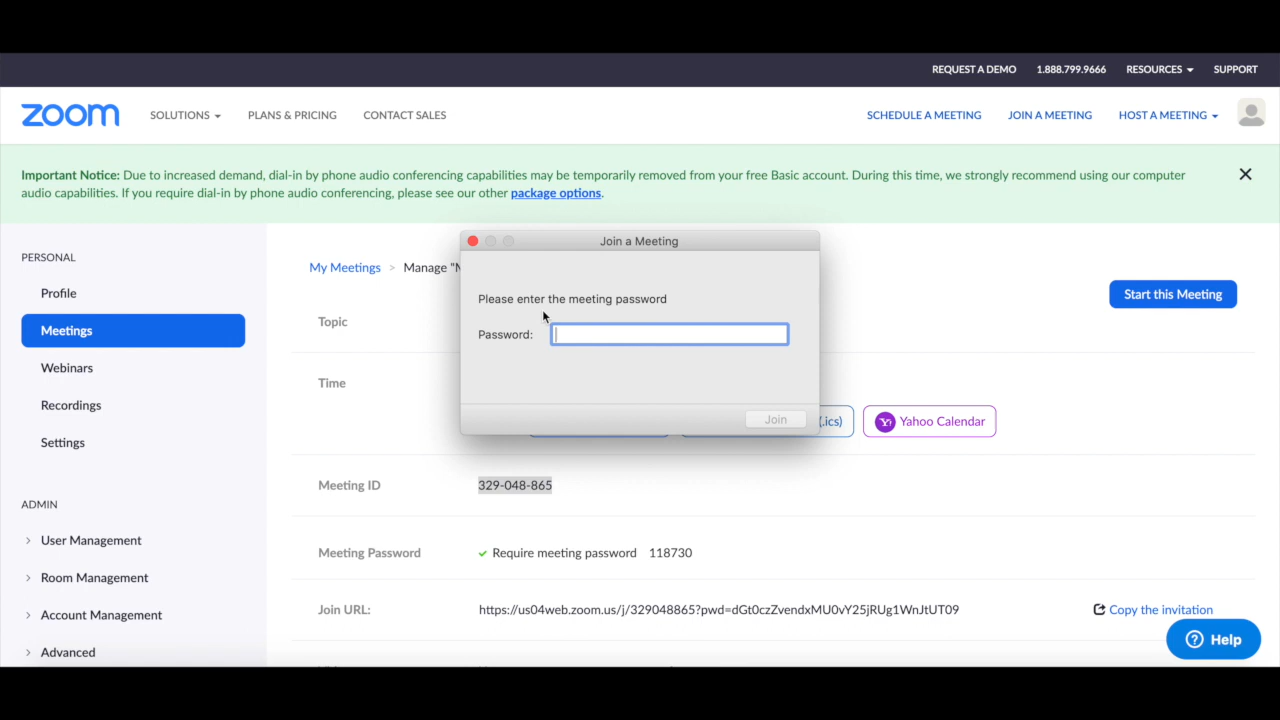 REQUEST A DEMO 1.888.799.9666 RESOURCES SUPPORT
zoom SOLUTIONS PLANS & PRICING CONTACT SALES SCHEDULE A MEETING JOIN A MEETING HOST A MEETING
Important Notice: Due to increased demand, dial-in by phone audio conferencing capabilities may be temporarily removed from your free Basic account. During this time, we strongly recommend using our computer
audio capabilities. If you require dial-in by phone audio conferencing, please see our other package options.
PERSONAL
Profile
Meetings
Webinars
Recordings
Settings
ADMIN
User Management
Room Management
Account Management
Advanced
My Meetings > Manage "M
Start this Meeting
Topic
Time
(.ics) Yahoo Calendar
Meeting ID 329-048-865
Meeting Password Require meeting password 118730
Join URL: https://us04web.zoom.us/j/329048865?pwd=dGt0czZvendxMU0vY25jRUg1WnJtUT09 Copy the invitation
Help
Join a Meeting
Please enter the meeting password
Password:
Join